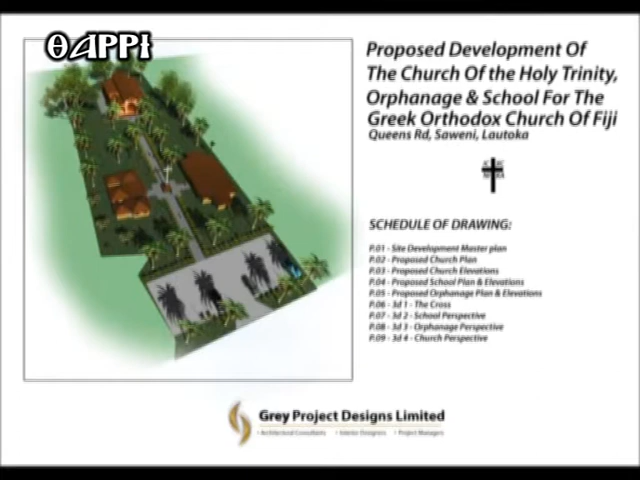 ΘΑΡΡΙ
Proposed Development Of
The Church Of the Holy Trinity,
Orphanage & School For The
Greek Orthodox Church Of Fiji
Queens Rd, Saweni, Lautoka
SCHEDULE OF DRAWING:
P.01 - Site Development Master plan
P.02 - Proposed Church Plan
P.03 - Proposed Church Elevations
P.04 - Proposed School Plan & Elevations
P.05 - Proposed Orphanage Plan & Elevations
P.06 - 3d 1 - The Cross
P.07 - 3d 2 - School Perspective
P.08 - 3d 3 - Orphanage Perspective
P.09 - 3d 4 - Church Perspective
Grey Project Designs Limited
Architectural Consultants Interior Designers Project Managers